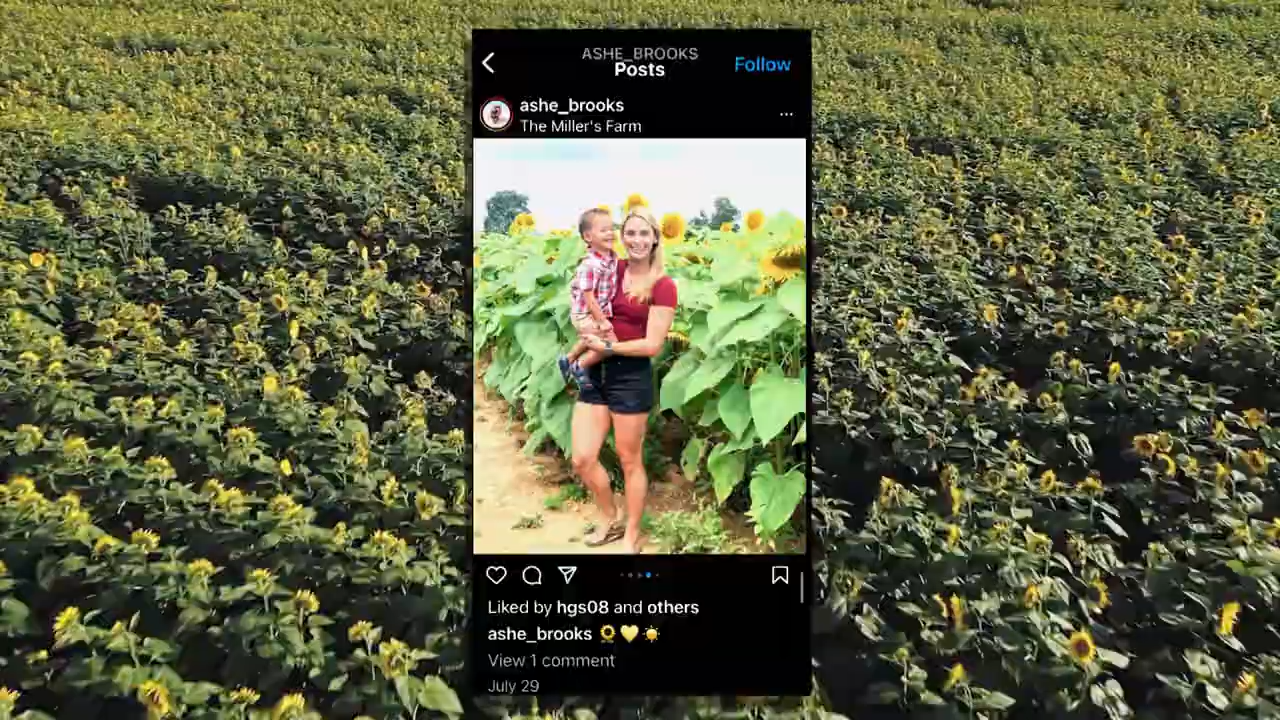 ASHE_BROOKS
Posts
Follow
ashe_brooks
The Miller's Farm
Liked by hgs08 and others
ashe_brooks 🌻💛☀️
View 1 comment
July 29